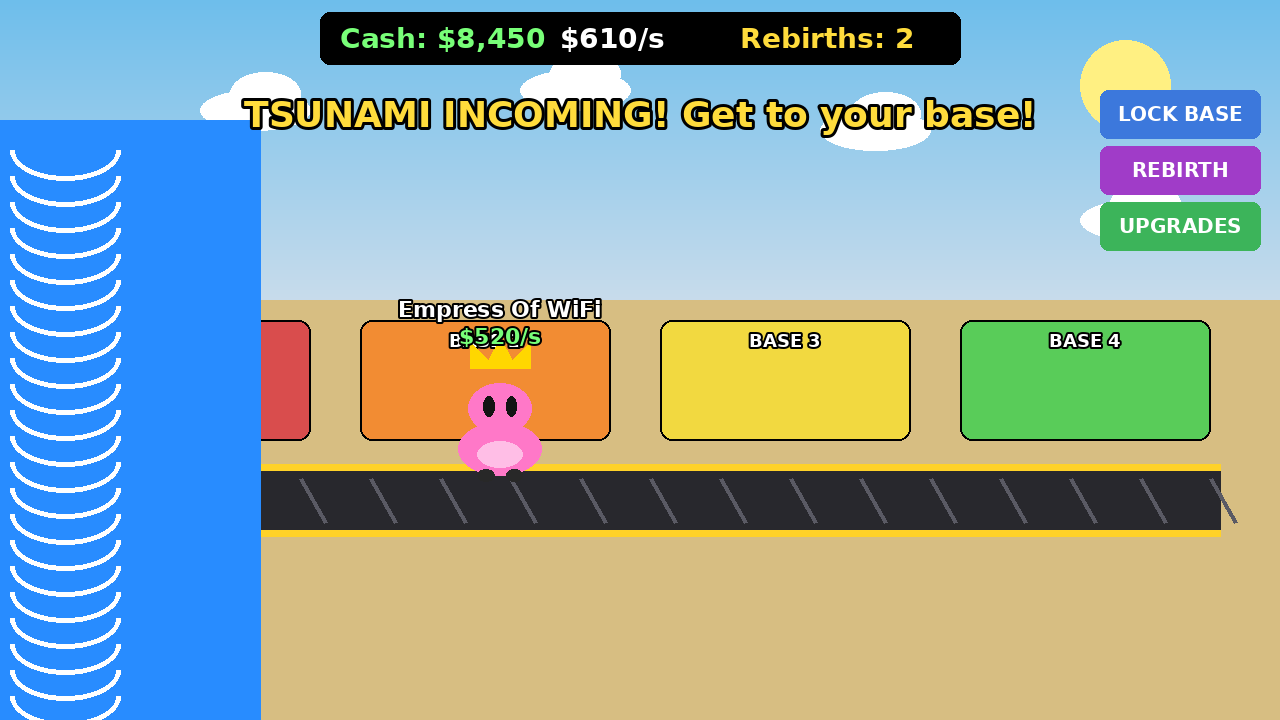 Cash: $8,450 $610/s Rebirths: 2
TSUNAMI INCOMING! Get to your base!
LOCK BASE
REBIRTH
UPGRADES
Empress Of WiFi
$520/s
BASE 3
BASE 4